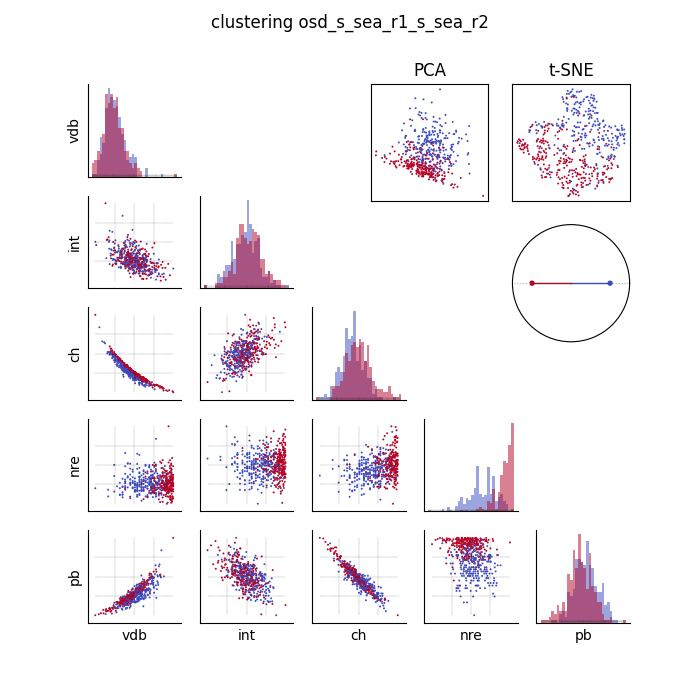 clustering osd_s_sea_r1_s_sea_r2
PCA
t-SNE
vdb
int
ch
nre
pb
vdb
int
ch
nre
pb